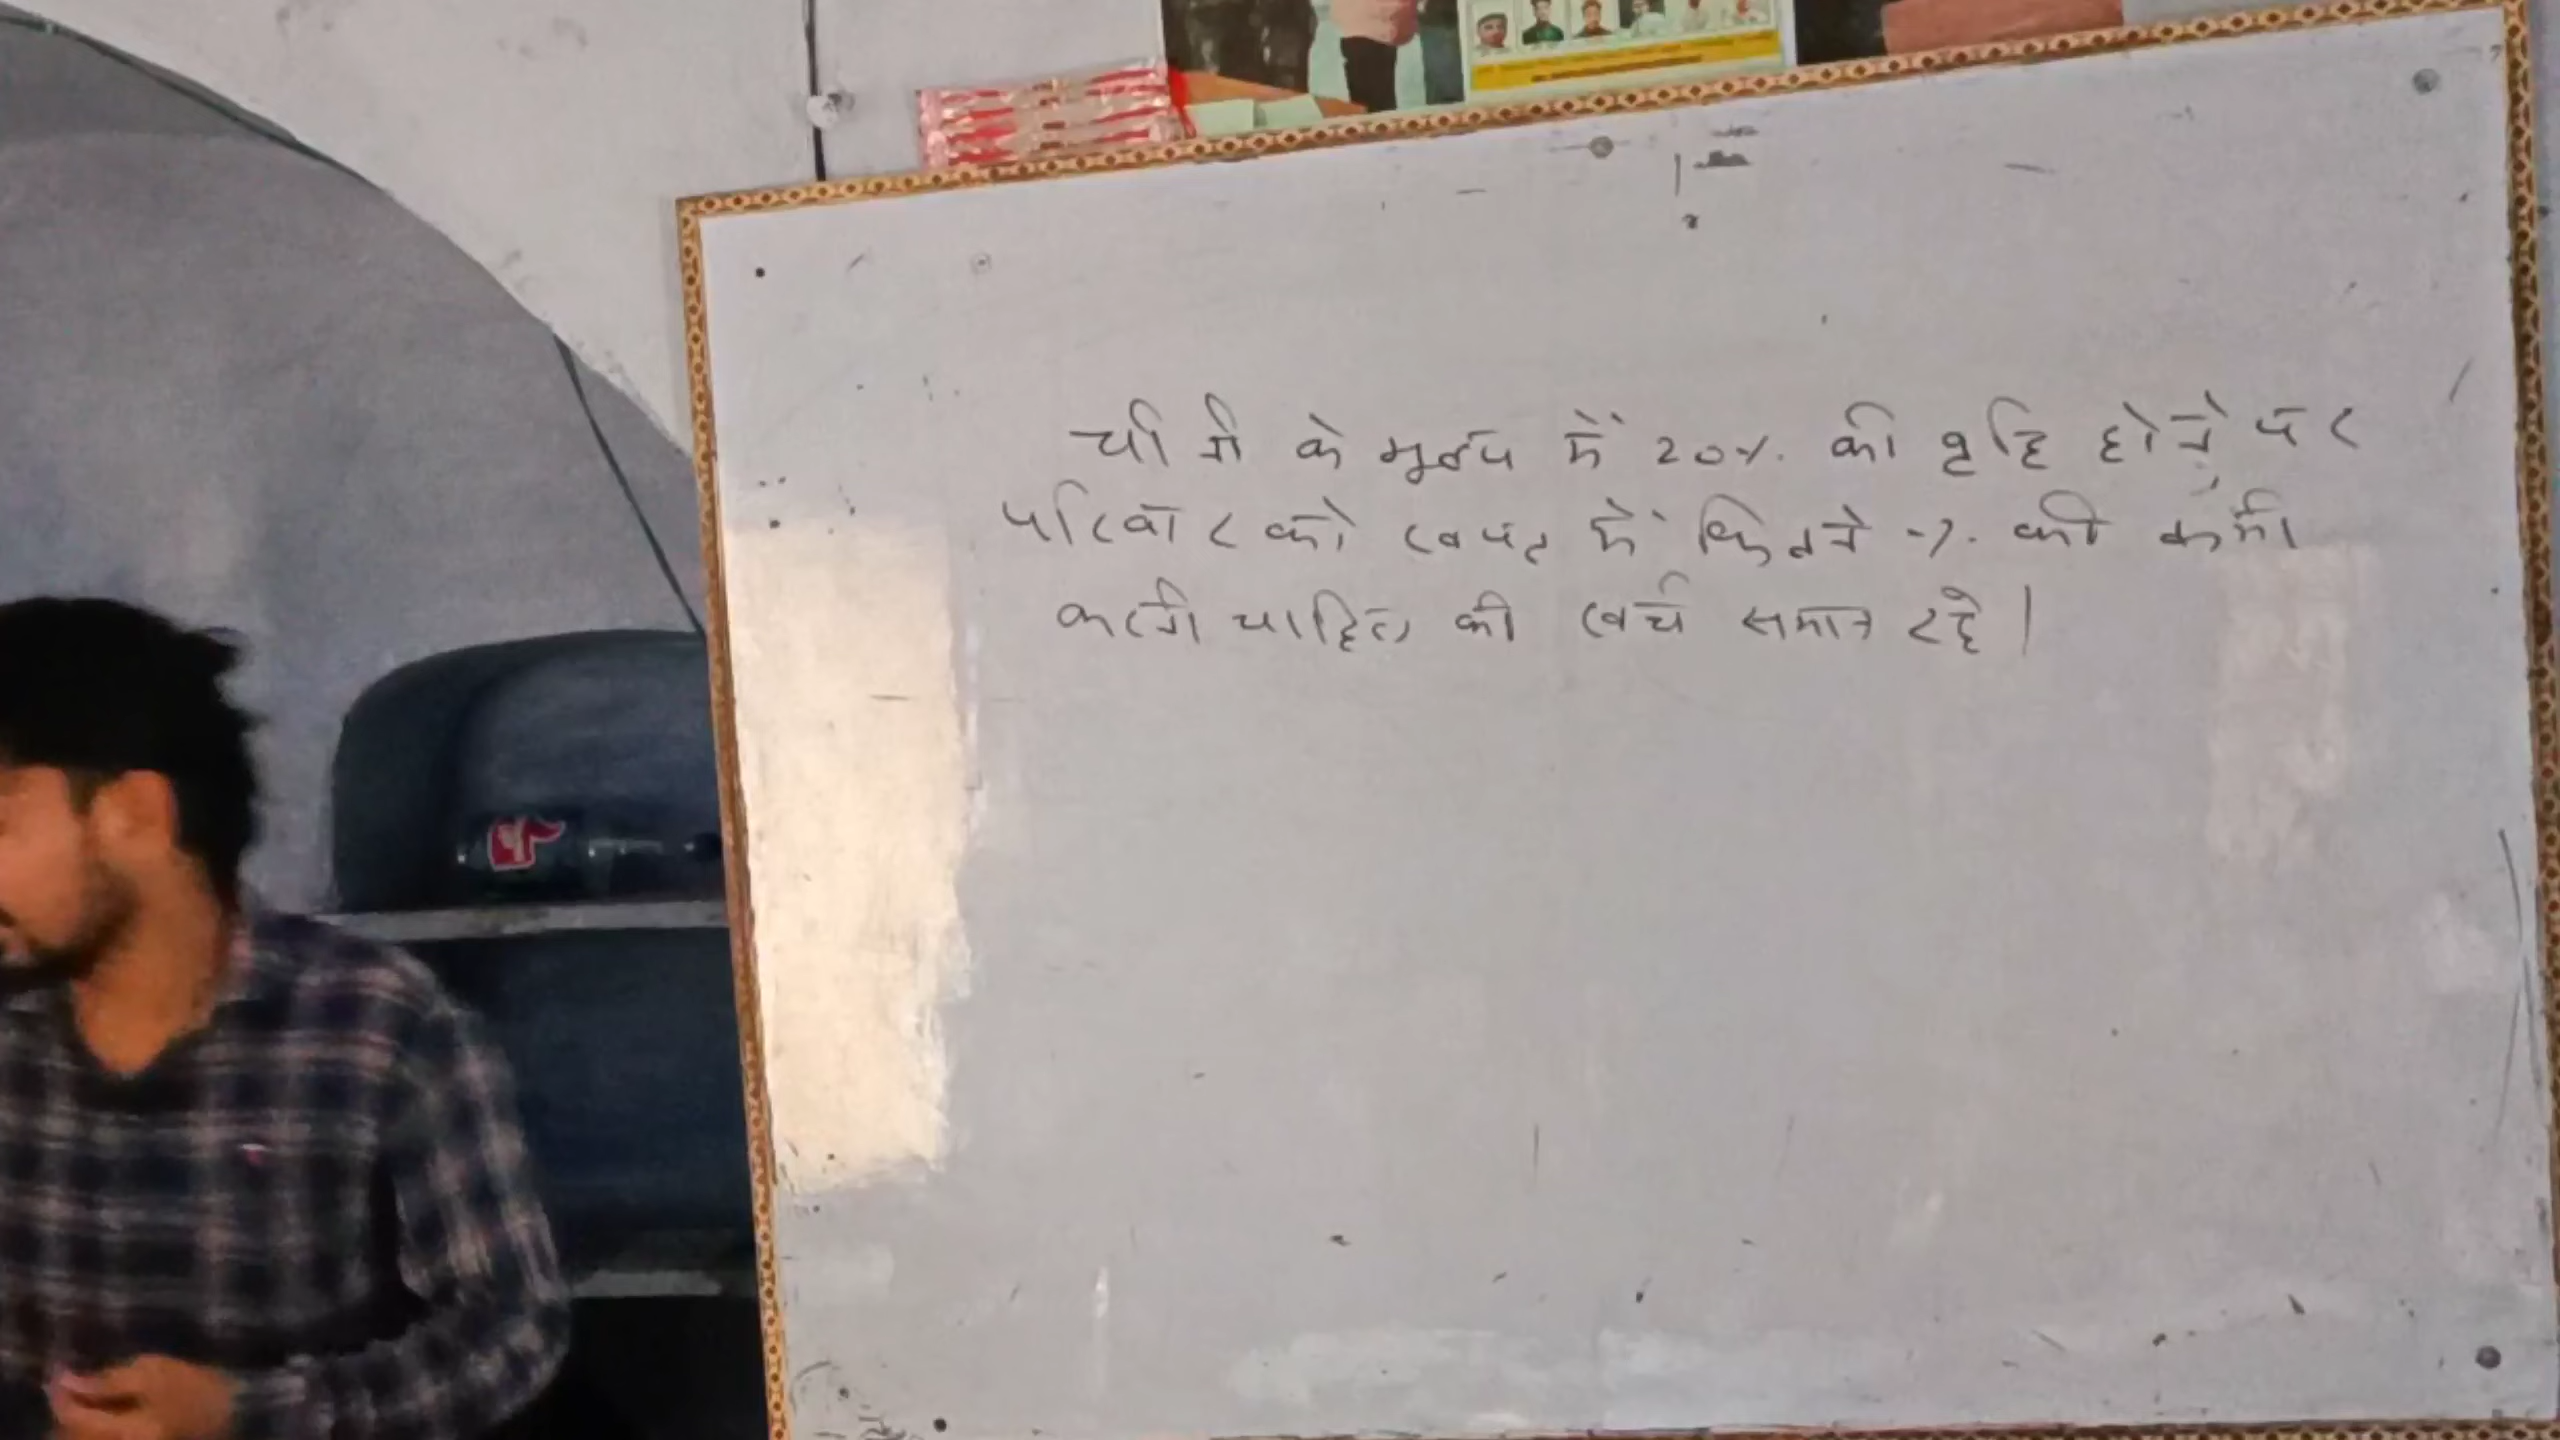 चीनी के मुल्य में 20% की वृद्धि होने पर
परिवार को खपत में कितने % की कमी
करनी चाहिए की खर्च समान रहे।